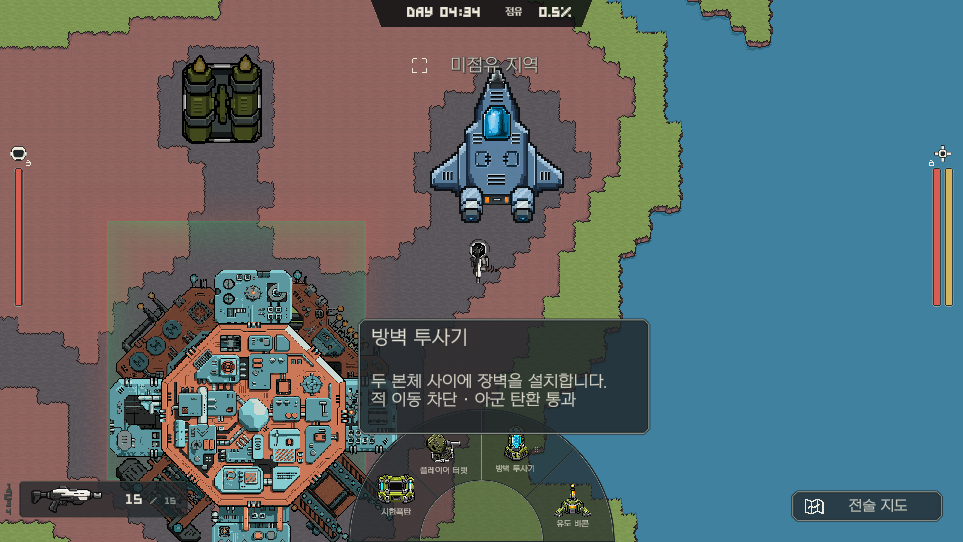 DAY 04:34 점유 0.5%
미점유 지역
방벽 투사기
두 본체 사이에 장벽을 설치합니다.
적 이동 차단 · 아군 탄환 통과
플레이어 터렛
방벽 투사기
시한폭탄
유도 비콘
15 / 15
전술 지도